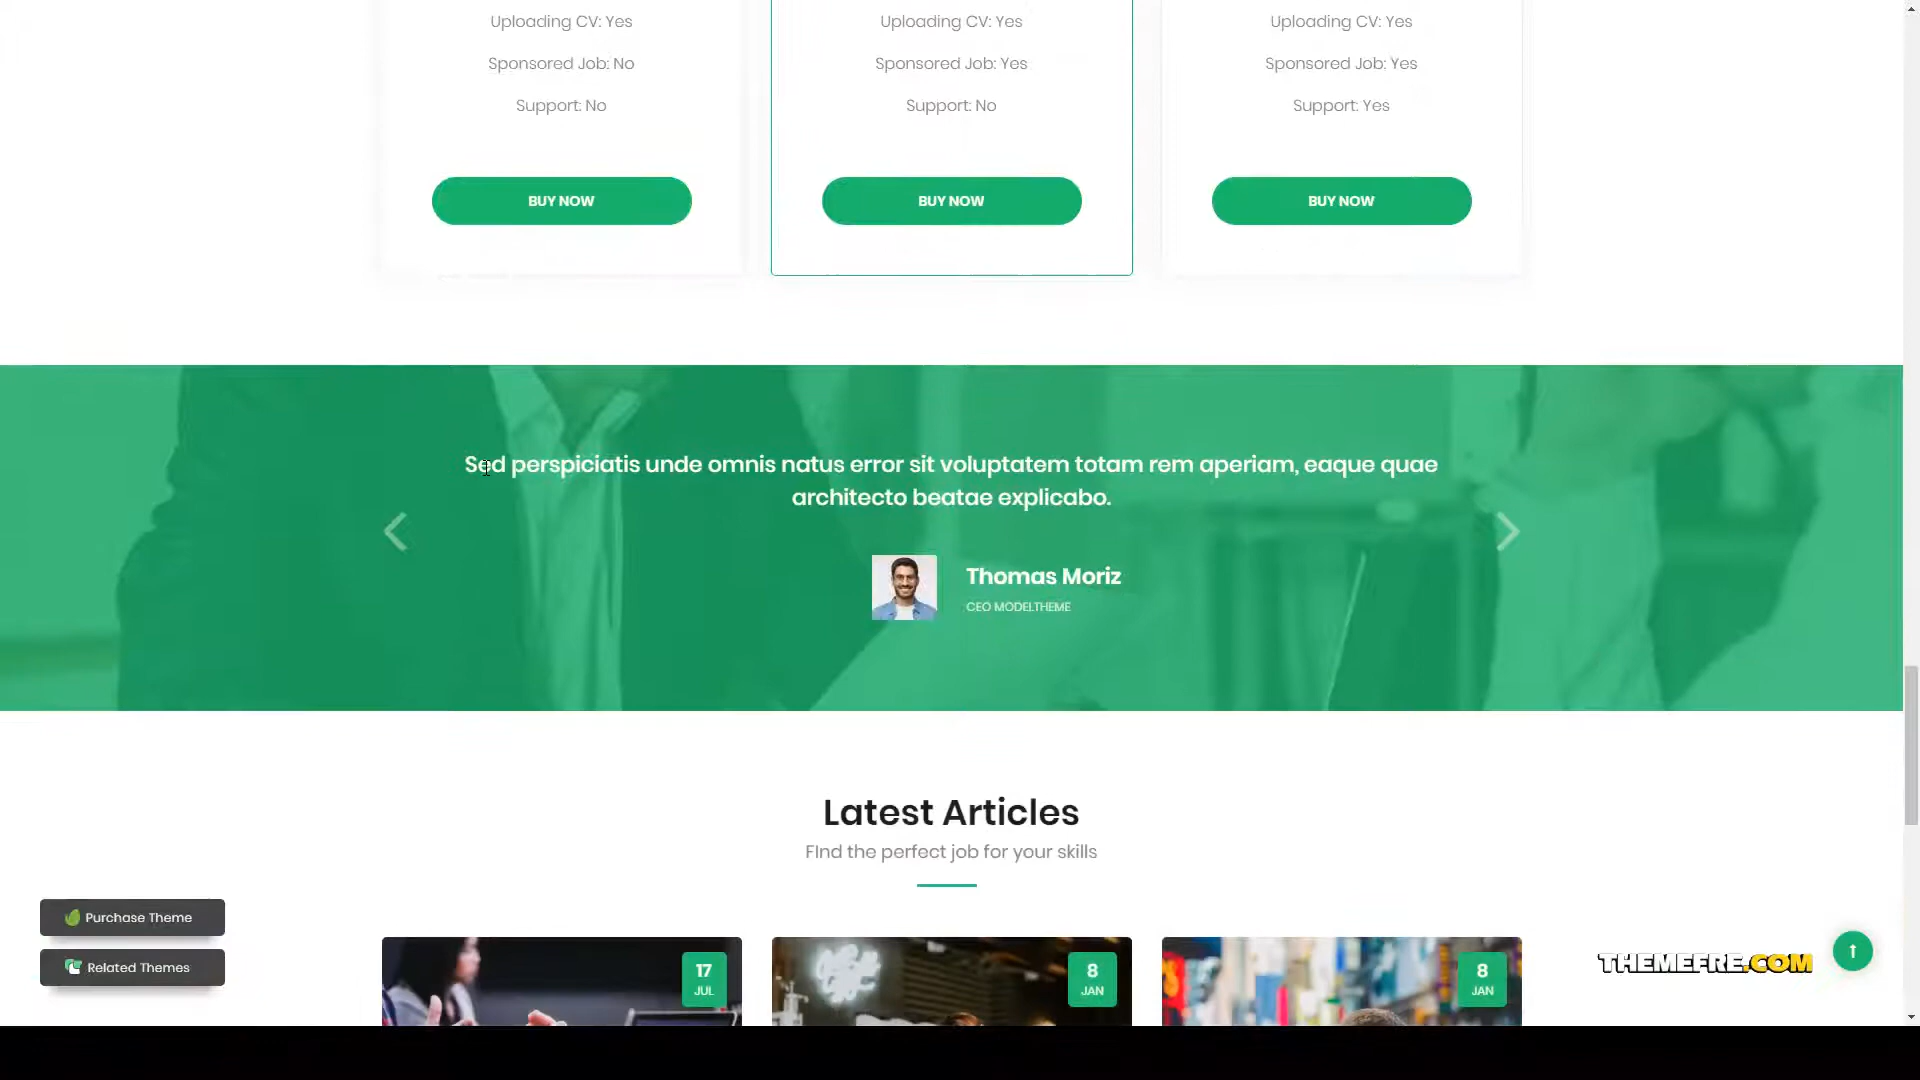 Uploading CV: Yes
Uploading CV: Yes
Uploading CV: Yes
Sponsored Job: No
Sponsored Job: Yes
Sponsored Job: Yes
Support: No
Support: No
Support: Yes
BUY NOW
BUY NOW
BUY NOW
Sed perspiciatis unde omnis natus error sit voluptatem totam rem aperiam, eaque quae
architecto beatae explicabo.
Thomas Moriz
CEO MODELTHEME
Latest Articles
FInd the perfect job for your skills
Purchase Theme
Related Themes
17
JUL
8
JAN
8
JAN
THEMEFRE.COM